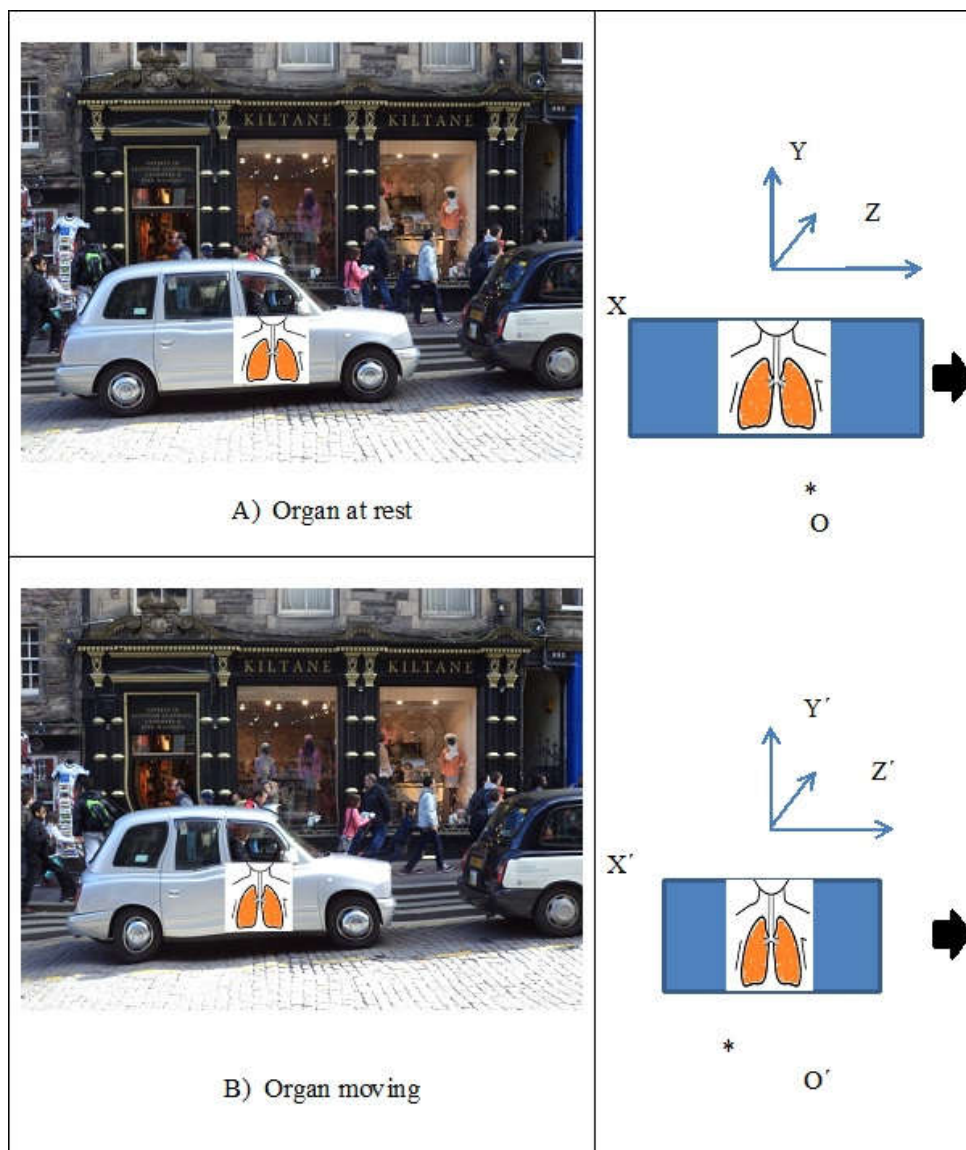 KILTANE KILTANE
Y
Z
X
A) Organ at rest
*
O
KILTANE KILTANE
Y´
Z´
X´
B) Organ moving
*
O´